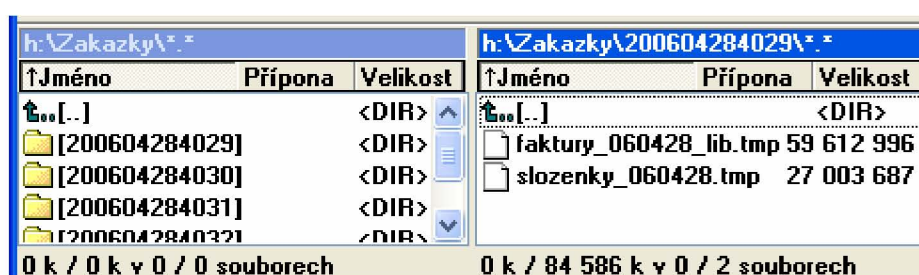 h:\Zakazky\*.*
↑Jméno Přípona Velikost
[..] <DIR>
[200604284029] <DIR>
[200604284030] <DIR>
[200604284031] <DIR>
[200604284032] <DIR>
0 k / 0 k v 0 / 0 souborech
h:\Zakazky\200604284029\*.*
↑Jméno Přípona Velikost
[..] <DIR>
faktury_060428_lib.tmp 59 612 996
slozenky_060428.tmp 27 003 687
0 k / 84 586 k v 0 / 2 souborech